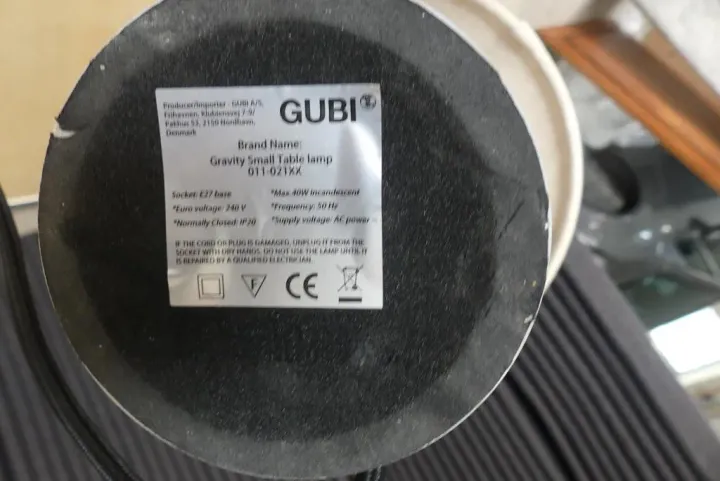 Producer/Importer - GUBI A/S,
Frihavnen, Klubiensvej 7-9/
Pakhus 53, 2150 Nordhavn,
Denmark
GUBI
Brand Name:
Gravity Small Table lamp
011-021XX
Socket: E27 base
*Max 40W Incandescent
*Euro voltage: 240 V
*Frequency: 50 Hz
*Normally Closed: IP20
*Supply voltage: AC power
IF THE CORD OR PLUG IS DAMAGED, UNPLUG IT FROM THE
SOCKET WITH DRY HANDS. DO NOT USE THE LAMP UNTIL IT
IS REPAIRED BY A QUALIFIED ELECTRICIAN.
F
CE